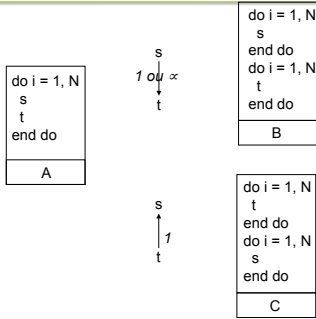 do i = 1, N
s
t
end do
A
s
1 ou ∝
t
do i = 1, N
s
end do
do i = 1, N
t
end do
B
s
1
t
do i = 1, N
t
end do
do i = 1, N
s
end do
C